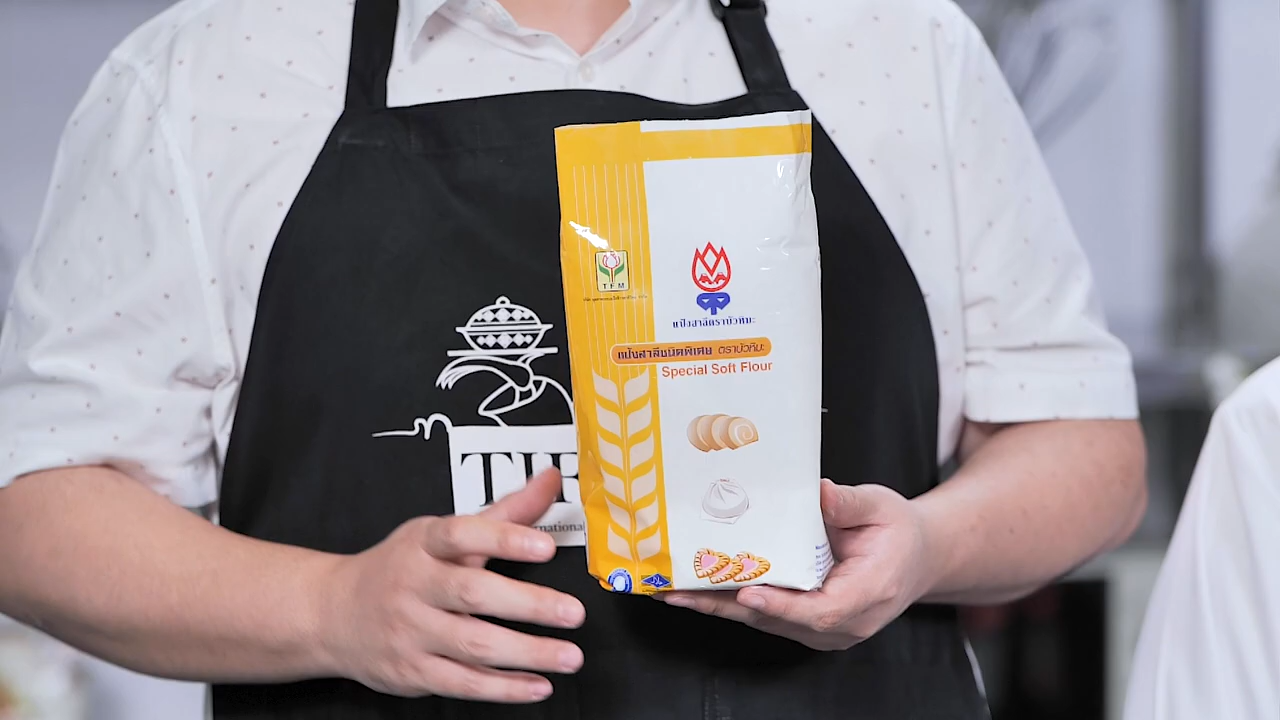 TFM
แป้งสาลีตราบัวหิมะ
แป้งสาลีชนิดพิเศษ ตราบัวหิมะ
Special Soft Flour